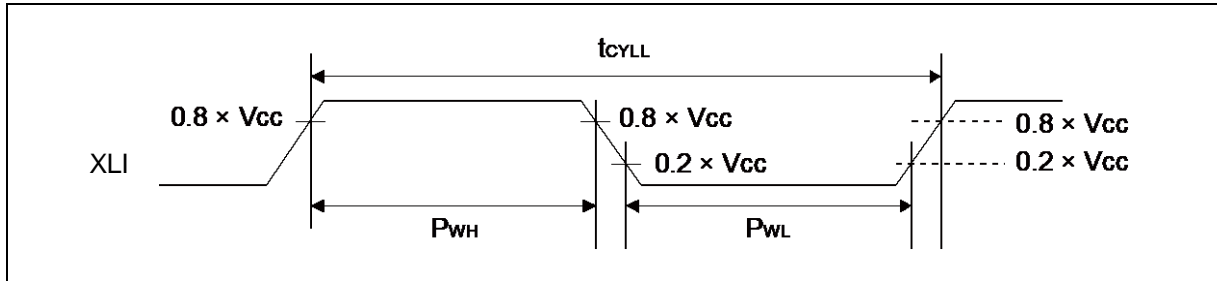 tCYLL
0.8 × Vcc
0.8 × Vcc
0.8 × Vcc
XLI
0.2 × Vcc
0.2 × Vcc
PWH
PWL